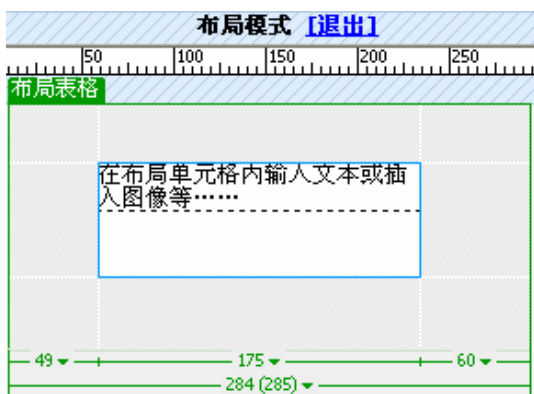 布局模式 [退出]
50 100 150 200 250
布局表格
在布局单元格内输入文本或插
入图像等……
49 175 60
284 (285)